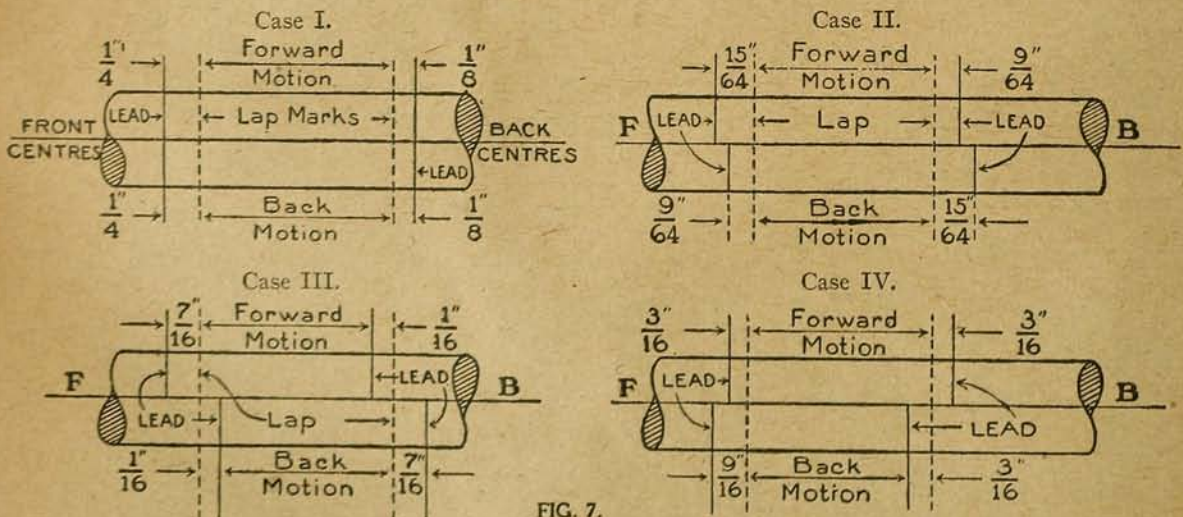 Case I.
1/4" Forward Motion 1/8"
LEAD Lap Marks
FRONT CENTRES BACK CENTRES
LEAD
1/4" Back Motion 1/8"
Case II.
15/64" Forward Motion 9/64"
F LEAD Lap LEAD B
9/64" Back Motion 15/64"
Case III.
7/16" Forward Motion 1/16"
F LEAD B
LEAD Lap
1/16" Back Motion 7/16"
Case IV.
3/16" Forward Motion 3/16"
F LEAD B
LEAD
9/16" Back Motion 3/16"
FIG. 7.